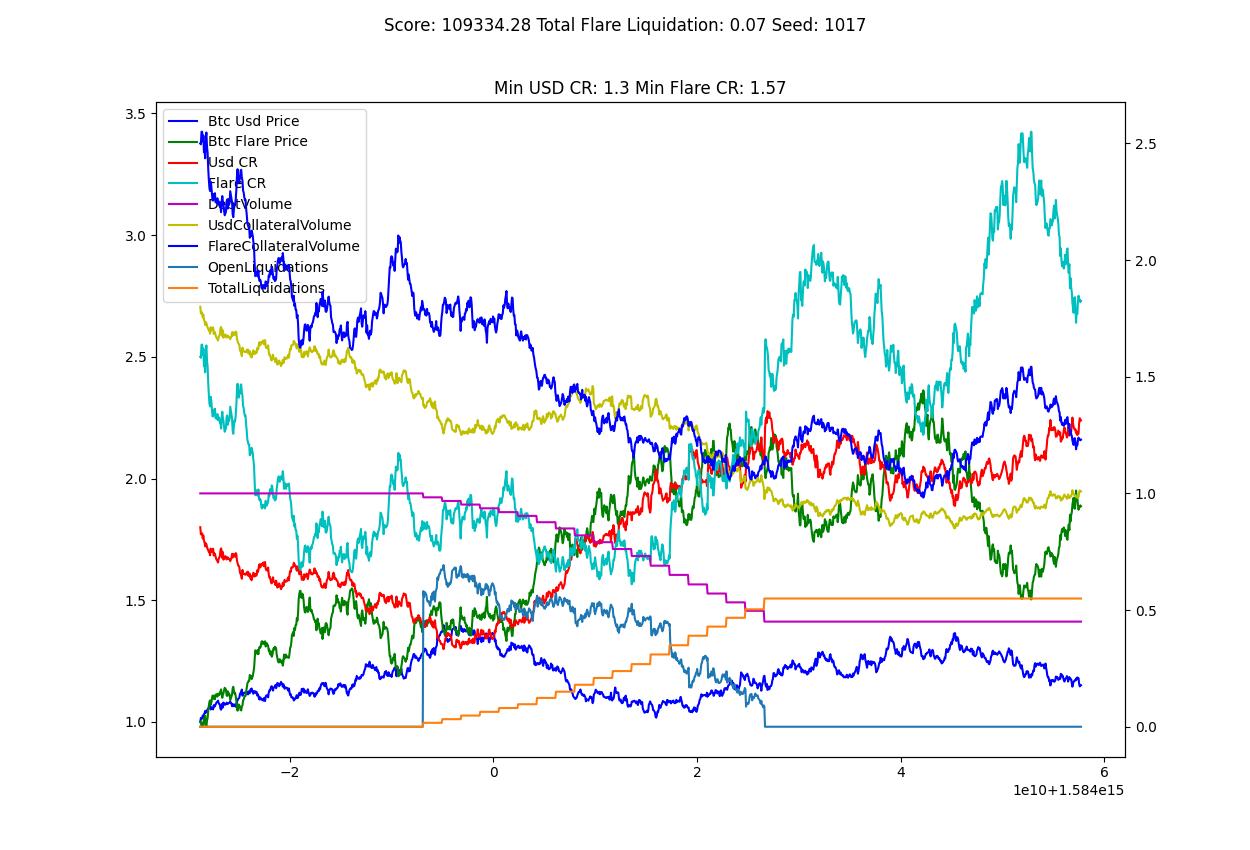 Score: 109334.28 Total Flare Liquidation: 0.07 Seed: 1017
Min USD CR: 1.3 Min Flare CR: 1.57
3.5
3.0
2.5
2.0
1.5
1.0
Btc Usd Price
Btc Flare Price
Usd CR
Flare CR
DebtVolume
UsdCollateralVolume
FlareCollateralVolume
OpenLiquidations
TotalLiquidations
2.5
2.0
1.5
1.0
0.5
0.0
−2 0 2 4 6
1e10+1.584e15